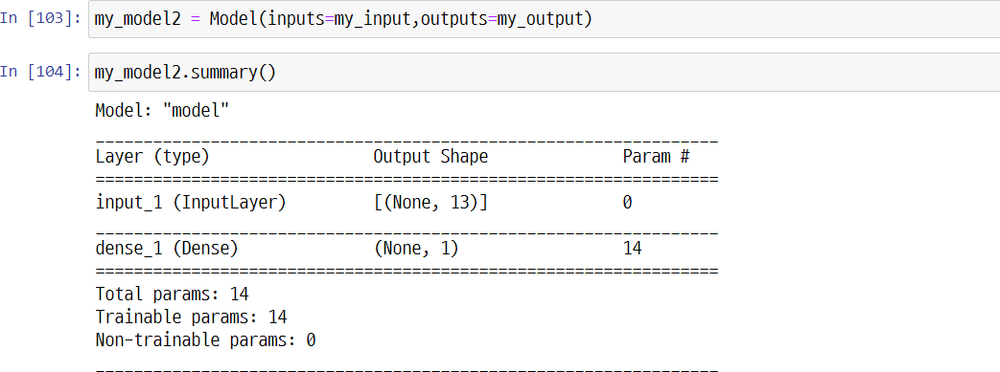 In [103]: my_model2 = Model(inputs=my_input,outputs=my_output)
In [104]: my_model2.summary()
Model: "model"
_________________________________________________________________
Layer (type)                 Output Shape              Param #
=================================================================
input_1 (InputLayer)         [(None, 13)]              0
_________________________________________________________________
dense_1 (Dense)              (None, 1)                 14
=================================================================
Total params: 14
Trainable params: 14
Non-trainable params: 0
_________________________________________________________________